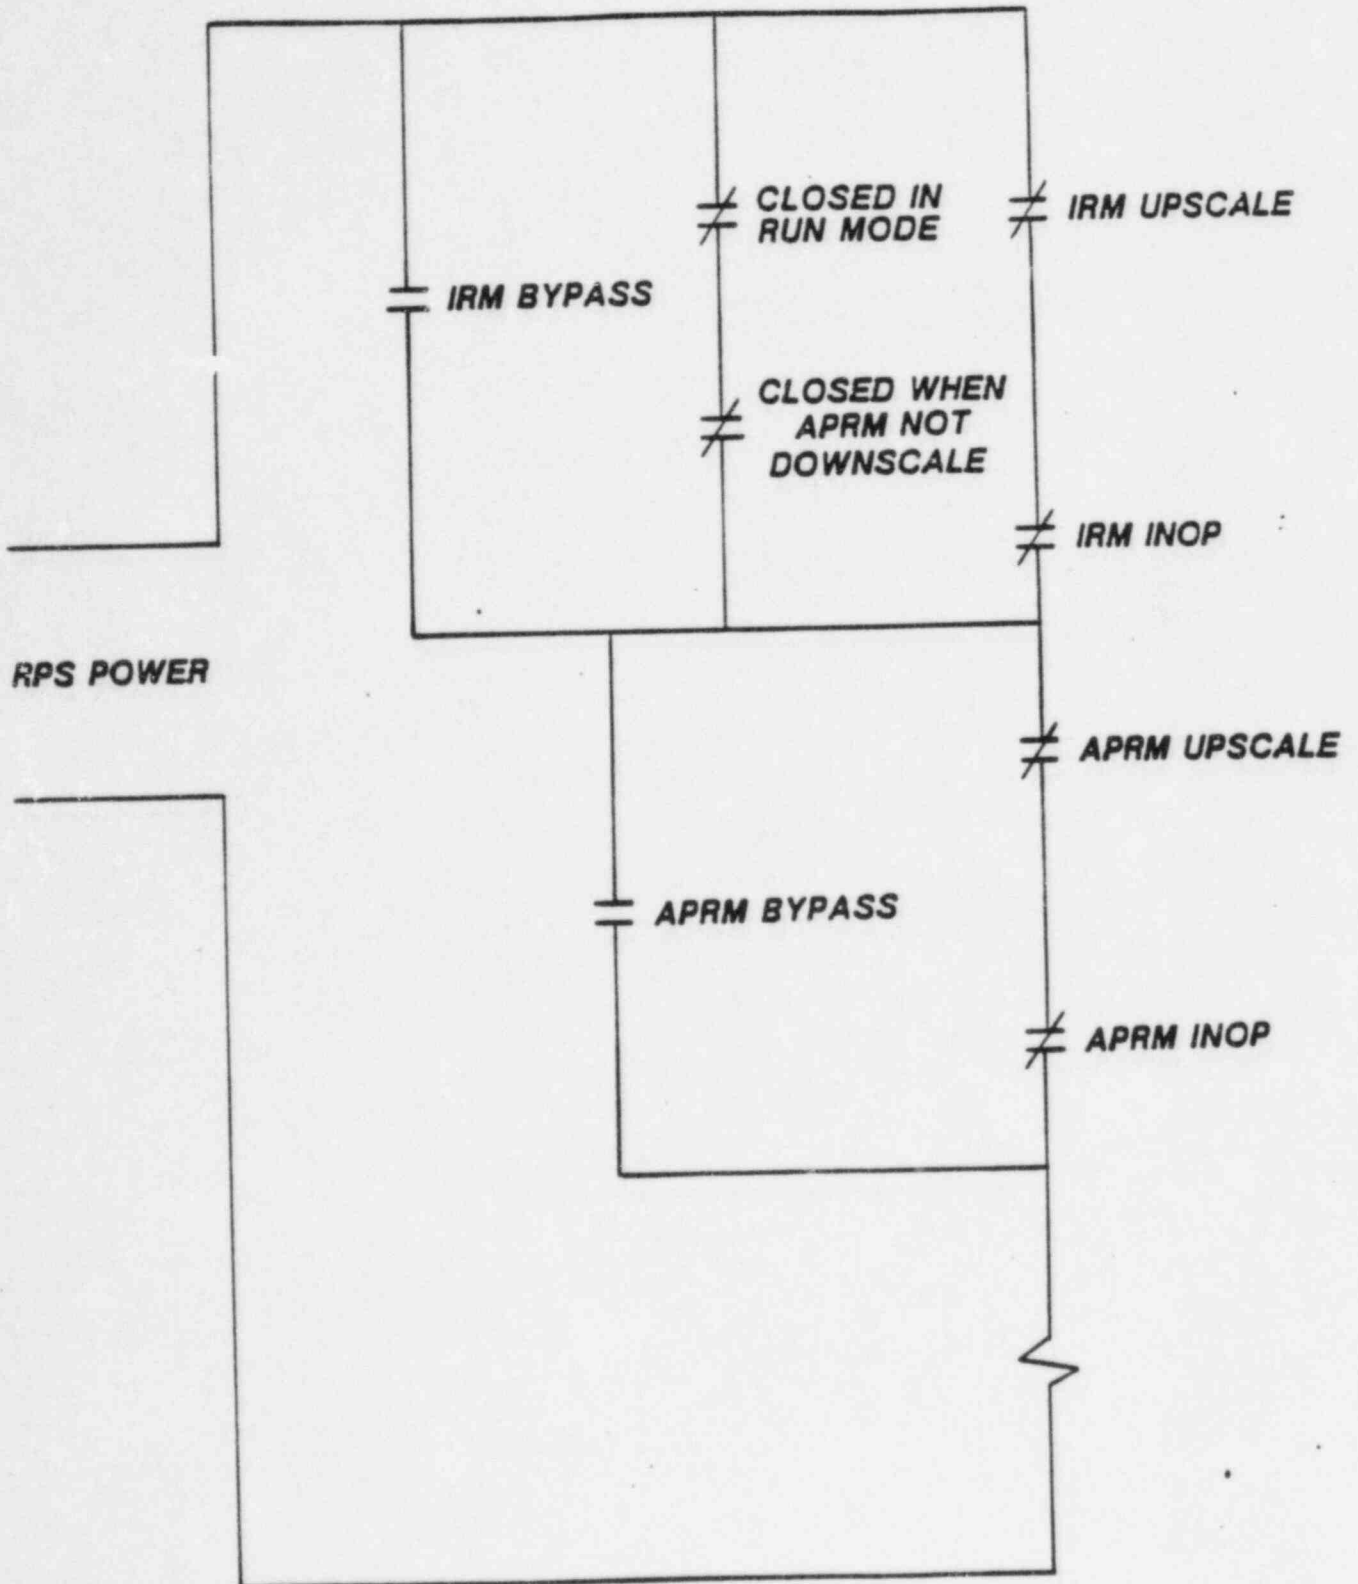 CLOSED IN
RUN MODE
IRM UPSCALE
IRM BYPASS
CLOSED WHEN
APRM NOT
DOWNSCALE
IRM INOP
RPS POWER
APRM UPSCALE
APRM BYPASS
APRM INOP